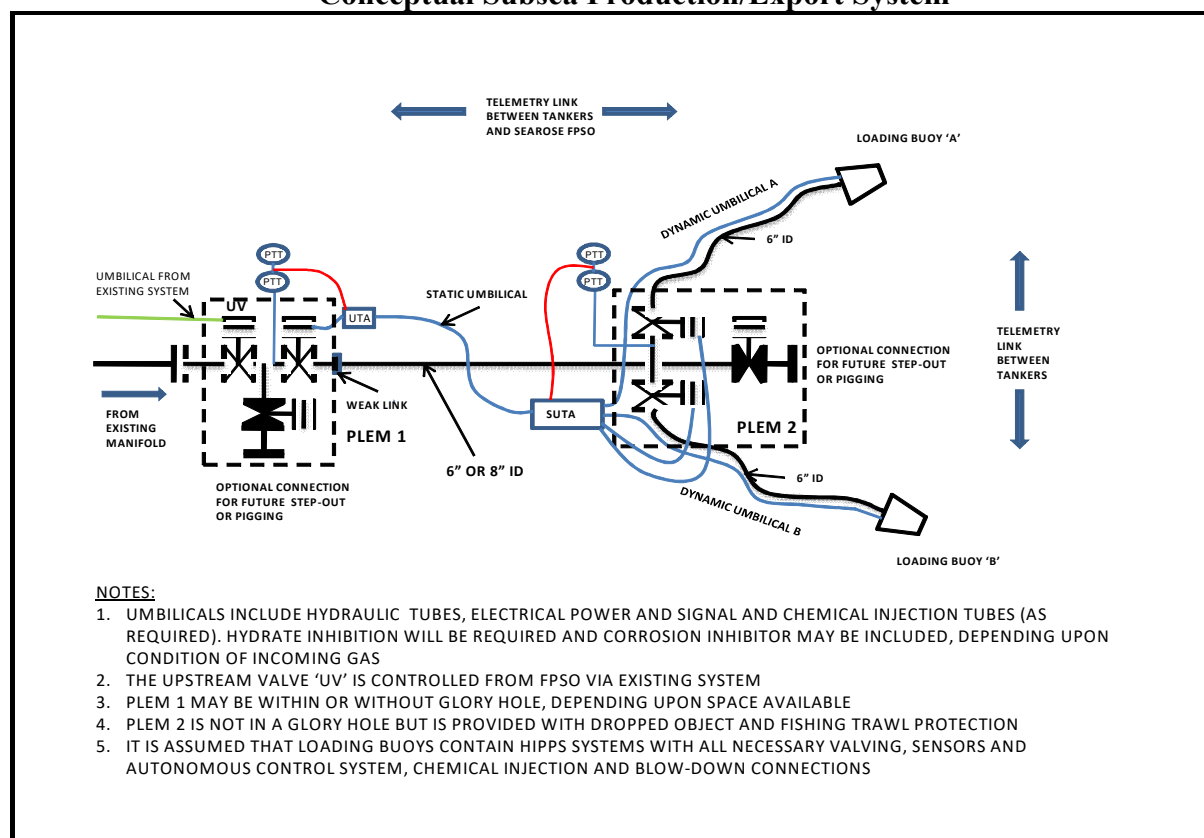 Conceptual Subsea Production/Export System
TELEMETRY LINK
BETWEEN TANKERS
AND SEAROSE FPSO
LOADING BUOY ‘A’
DYNAMIC UMBILICAL A
6” ID
PTT
PTT
PTT
PTT
UMBILICAL FROM
EXISTING SYSTEM
UV
UTA
STATIC UMBILICAL
TELEMETRY
LINK
BETWEEN
TANKERS
OPTIONAL CONNECTION
FOR FUTURE STEP-OUT
OR PIGGING
FROM
EXISTING
MANIFOLD
WEAK LINK
PLEM 1
SUTA
PLEM 2
6” OR 8” ID
6” ID
OPTIONAL CONNECTION
FOR FUTURE STEP-OUT
OR PIGGING
DYNAMIC UMBILICAL B
LOADING BUOY ‘B’
NOTES:
1. UMBILICALS INCLUDE HYDRAULIC TUBES, ELECTRICAL POWER AND SIGNAL AND CHEMICAL INJECTION TUBES (AS
REQUIRED). HYDRATE INHIBITION WILL BE REQUIRED AND CORROSION INHIBITOR MAY BE INCLUDED, DEPENDING UPON
CONDITION OF INCOMING GAS
2. THE UPSTREAM VALVE ‘UV’ IS CONTROLLED FROM FPSO VIA EXISTING SYSTEM
3. PLEM 1 MAY BE WITHIN OR WITHOUT GLORY HOLE, DEPENDING UPON SPACE AVAILABLE
4. PLEM 2 IS NOT IN A GLORY HOLE BUT IS PROVIDED WITH DROPPED OBJECT AND FISHING TRAWL PROTECTION
5. IT IS ASSUMED THAT LOADING BUOYS CONTAIN HIPPS SYSTEMS WITH ALL NECESSARY VALVING, SENSORS AND
AUTONOMOUS CONTROL SYSTEM, CHEMICAL INJECTION AND BLOW-DOWN CONNECTIONS